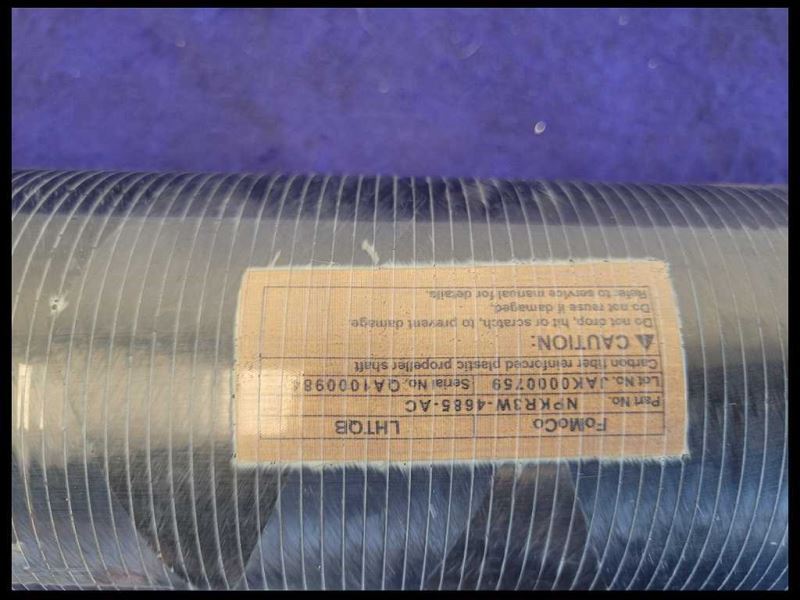 FoMoCo LHTQB
Part No. NPKR3W-4685-AC
Lot No. JAK0000759 Serial No. QA1000984
Carbon fiber reinforced plastic propeller shaft
⚠ CAUTION:
Do not drop, hit or scratch, to prevent damage.
Do not reuse if damaged.
Refer to service manual for details.